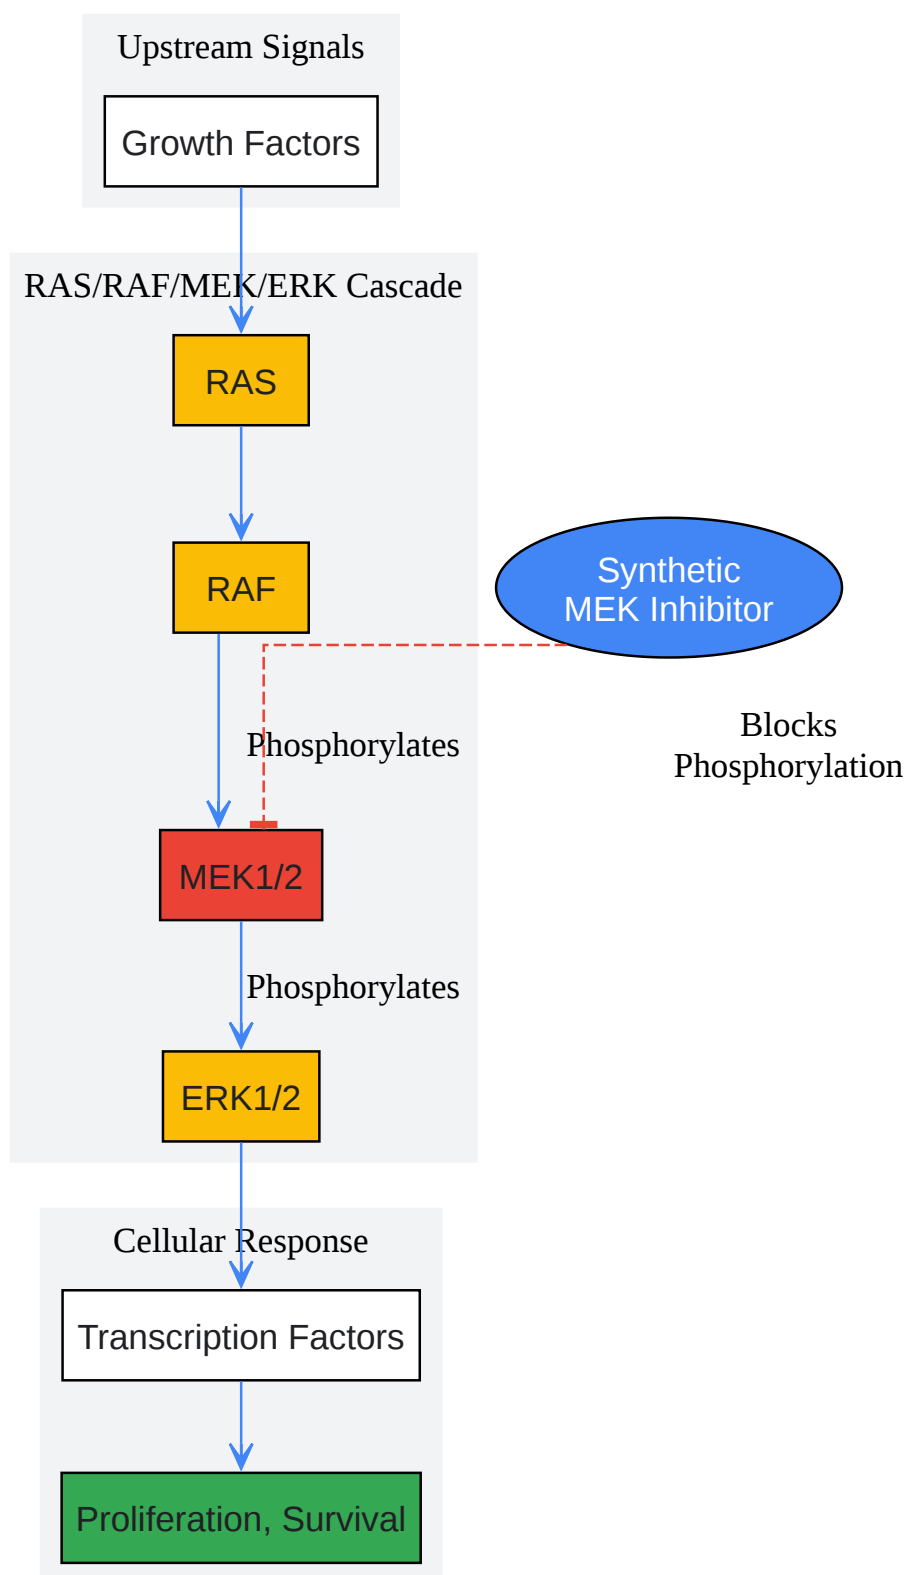 Upstream Signals
Growth Factors
RAS/RAF/MEK/ERK Cascade
RAS
RAF
Synthetic
MEK Inhibitor
Phosphorylates
Blocks
Phosphorylation
MEK1/2
Phosphorylates
ERK1/2
Cellular Response
Transcription Factors
Proliferation, Survival